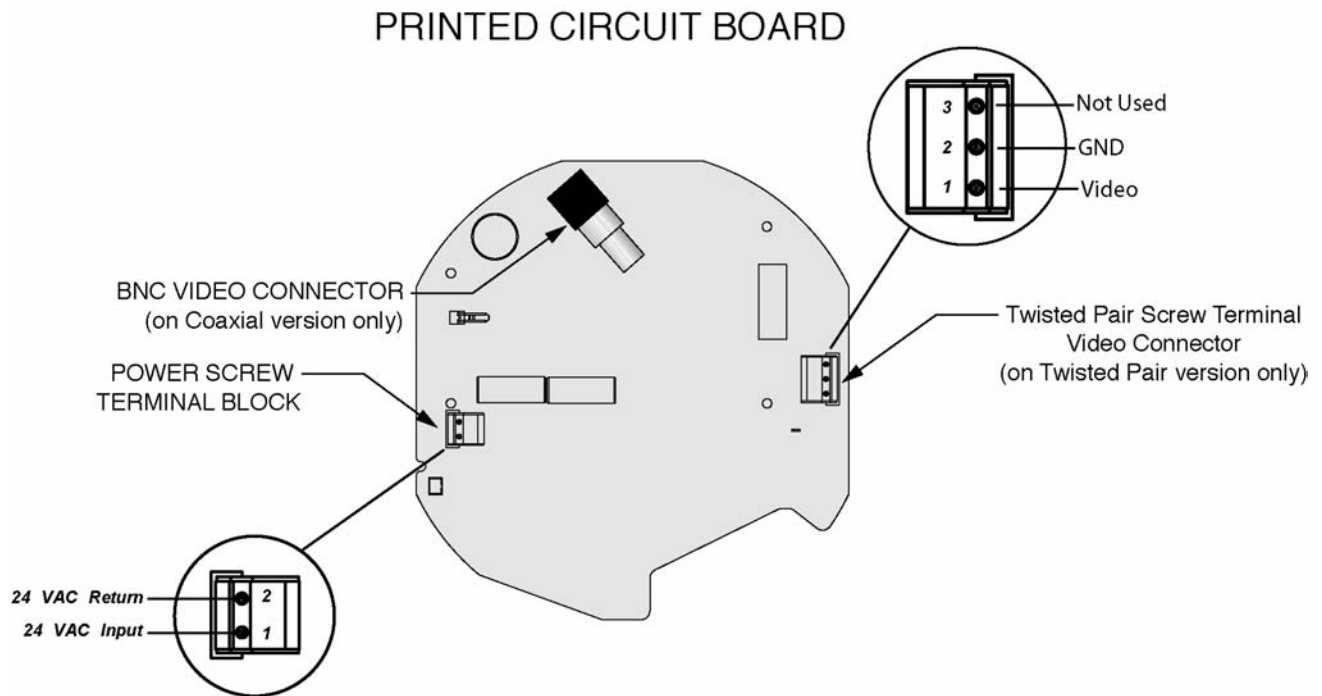 PRINTED CIRCUIT BOARD
3
Not Used
2
GND
1
Video
BNC VIDEO CONNECTOR
(on Coaxial version only)
Twisted Pair Screw Terminal
Video Connector
(on Twisted Pair version only)
POWER SCREW
TERMINAL BLOCK
24 VAC Return
2
24 VAC Input
1